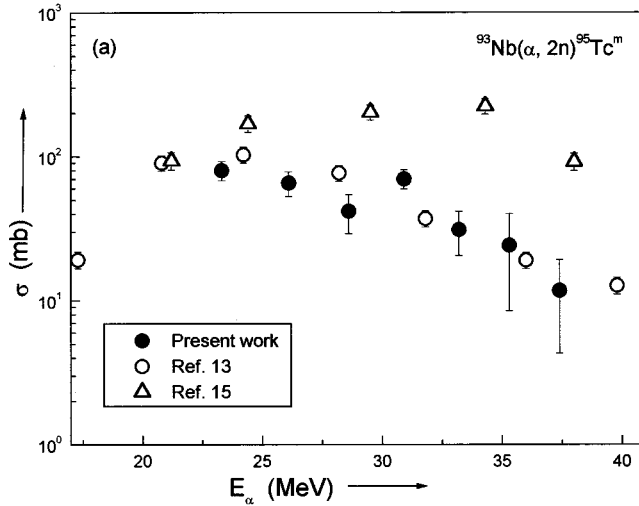 10³
(a)
⁹³Nb(α, 2n)⁹⁵Tcᵐ
10²
σ (mb)
10¹
Present work
Ref. 13
Ref. 15
10⁰
20 25 30 35 40
Eα (MeV)